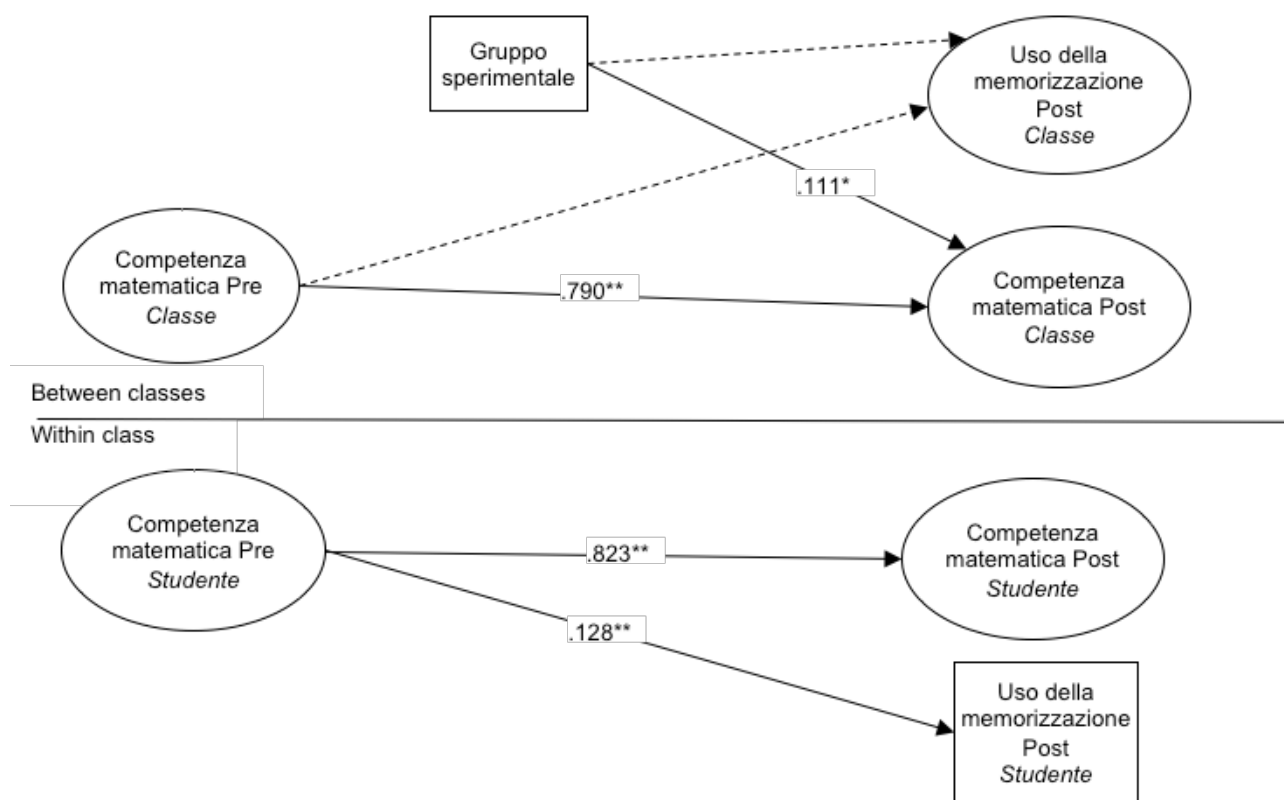 Gruppo
sperimentale
Uso della
memorizzazione
Post
Classe
.111*
Competenza
matematica Pre
Classe
.790**
Competenza
matematica Post
Classe
Between classes
Within class
Competenza
matematica Pre
Studente
.823**
Competenza
matematica Post
Studente
.128**
Uso della
memorizzazione
Post
Studente